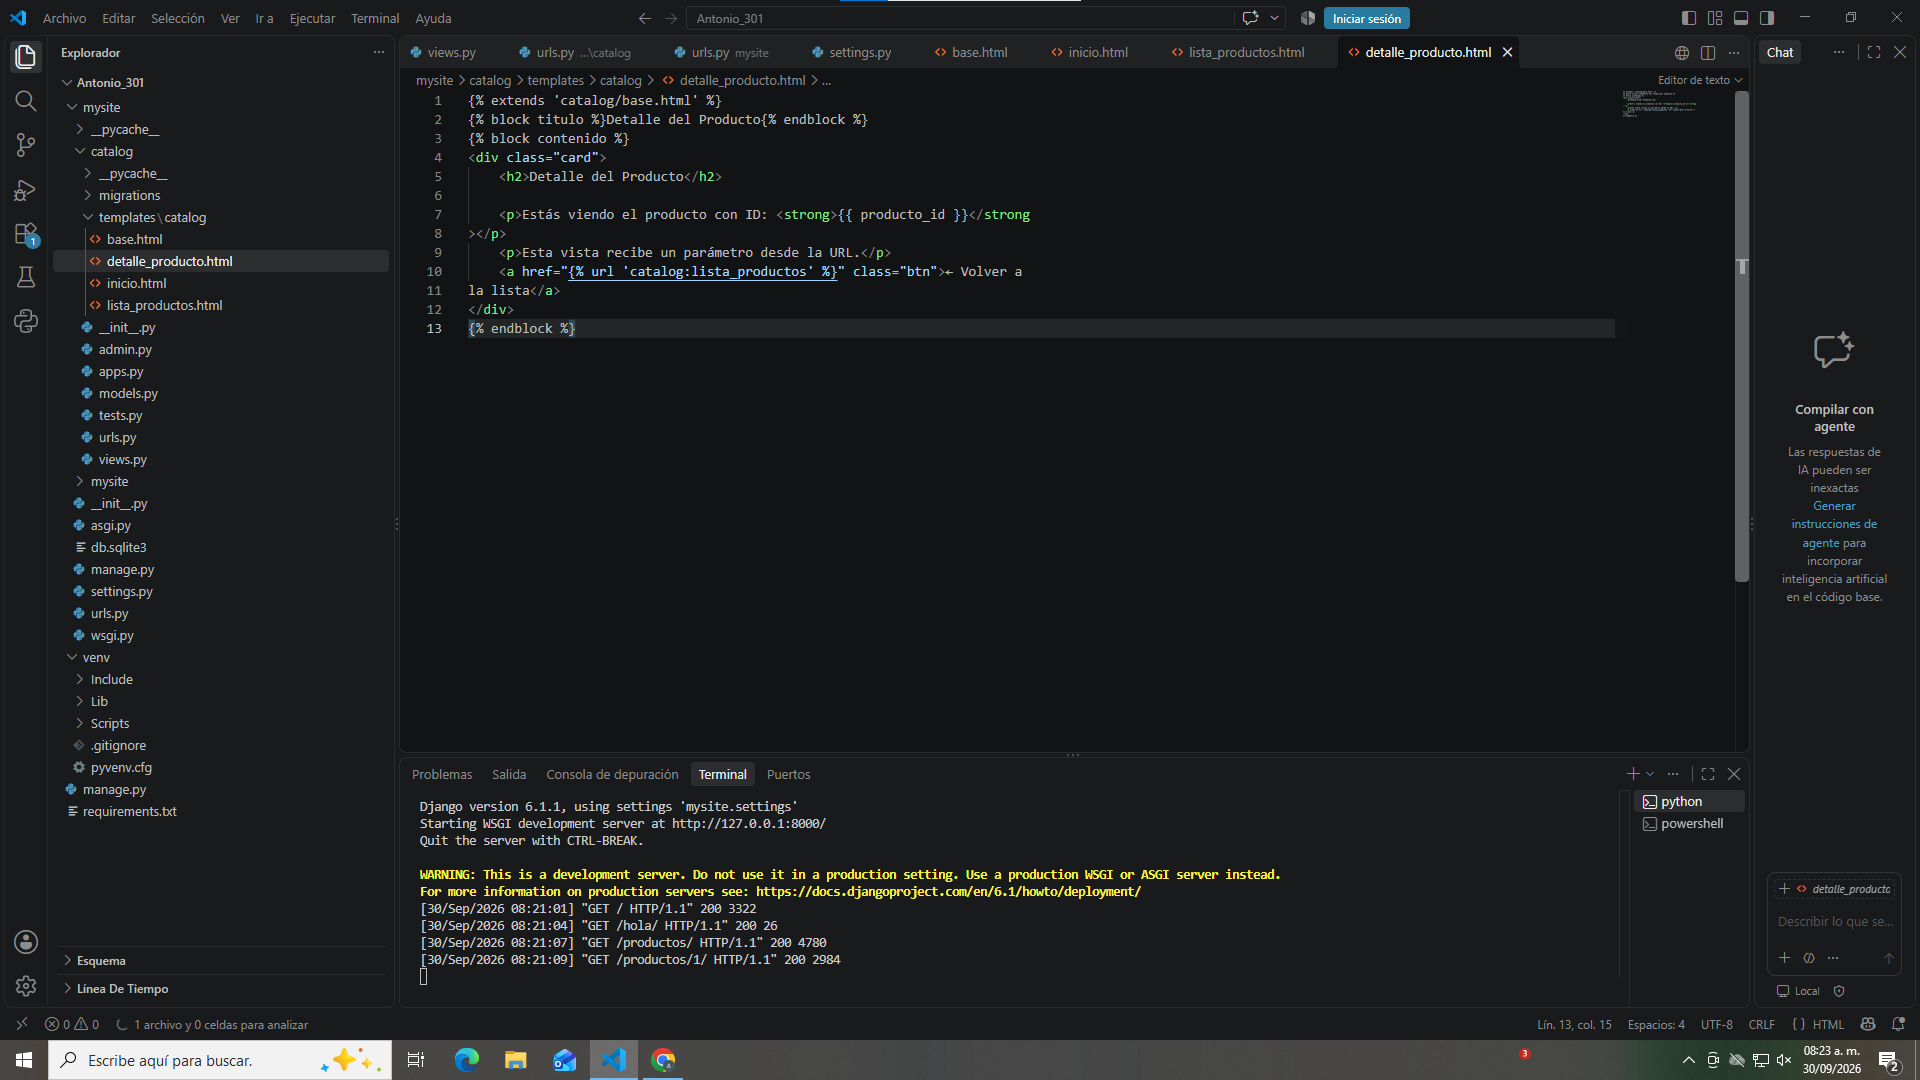 Archivo Editar Selección Ver Ir a Ejecutar Terminal Ayuda
Antonio_301
Iniciar sesión
Explorador
Antonio_301
mysite
__pycache__
catalog
__pycache__
migrations
templates\catalog
base.html
detalle_producto.html
inicio.html
lista_productos.html
__init__.py
admin.py
apps.py
models.py
tests.py
urls.py
views.py
mysite
__init__.py
asgi.py
db.sqlite3
manage.py
settings.py
urls.py
wsgi.py
venv
Include
Lib
Scripts
.gitignore
pyvenv.cfg
manage.py
requirements.txt
Esquema
Línea De Tiempo
1
views.py urls.py ...\catalog urls.py mysite settings.py base.html inicio.html lista_productos.html detalle_producto.html
mysite > catalog > templates > catalog > detalle_producto.html > ...
Editor de texto
1 {% extends 'catalog/base.html' %}
2 {% block titulo %}Detalle del Producto{% endblock %}
3 {% block contenido %}
4 <div class="card">
5 <h2>Detalle del Producto</h2>
6
7 <p>Estás viendo el producto con ID: <strong>{{ producto_id }}</strong
8 ></p>
9 <p>Esta vista recibe un parámetro desde la URL.</p>
10 <a href="{% url 'catalog:lista_productos' %}" class="btn">← Volver a
11 la lista</a>
12 </div>
13 {% endblock %}
Problemas Salida Consola de depuración Terminal Puertos
Django version 6.1.1, using settings 'mysite.settings'
Starting WSGI development server at http://127.0.0.1:8000/
Quit the server with CTRL-BREAK.
WARNING: This is a development server. Do not use it in a production setting. Use a production WSGI or ASGI server instead.
For more information on production servers see: https://docs.djangoproject.com/en/6.1/howto/deployment/
[30/Sep/2026 08:21:01] "GET / HTTP/1.1" 200 3322
[30/Sep/2026 08:21:04] "GET /hola/ HTTP/1.1" 200 26
[30/Sep/2026 08:21:07] "GET /productos/ HTTP/1.1" 200 4780
[30/Sep/2026 08:21:09] "GET /productos/1/ HTTP/1.1" 200 2984
python
powershell
Chat
Compilar con
agente
Las respuestas de
IA pueden ser
inexactas
Generar
instrucciones de
agente para
incorporar
inteligencia artificial
en el código base.
detalle_producto
Describir lo que se...
Local
0 0 1 archivo y 0 celdas para analizar
Lín. 13, col. 15 Espacios: 4 UTF-8 CRLF { } HTML
Escribe aquí para buscar.
3
08:23 a. m.
30/09/2026
2